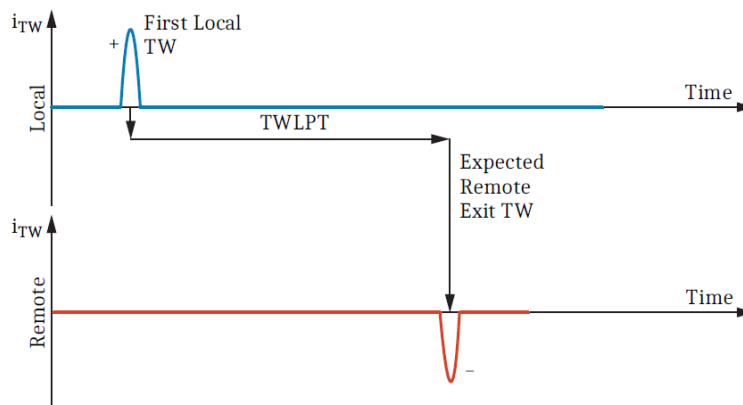 iTW
First Local
TW
+
Time
Local
TWLPT
Expected
Remote
Exit TW
iTW
Time
Remote
–